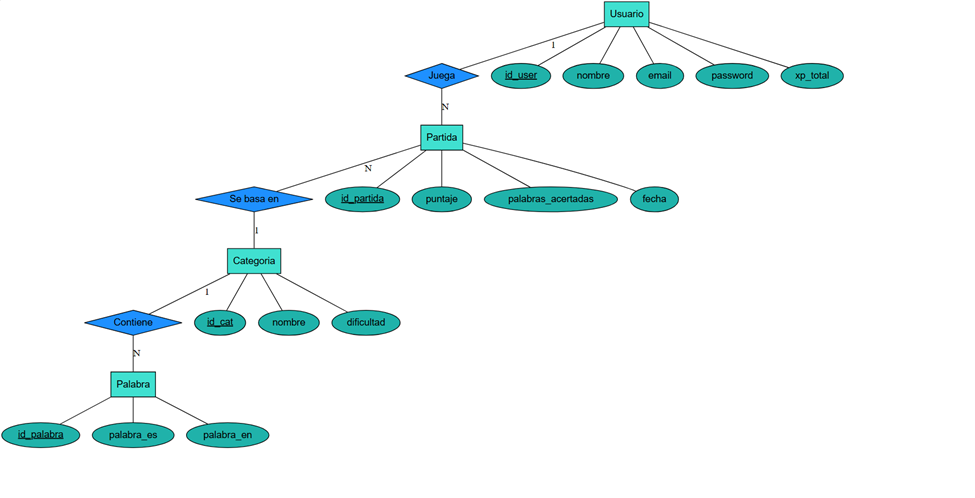 Usuario
1
Juega
id_user
nombre
email
password
xp_total
N
Partida
N
Se basa en
id_partida
puntaje
palabras_acertadas
fecha
1
Categoria
1
Contiene
id_cat
nombre
dificultad
N
Palabra
id_palabra
palabra_es
palabra_en